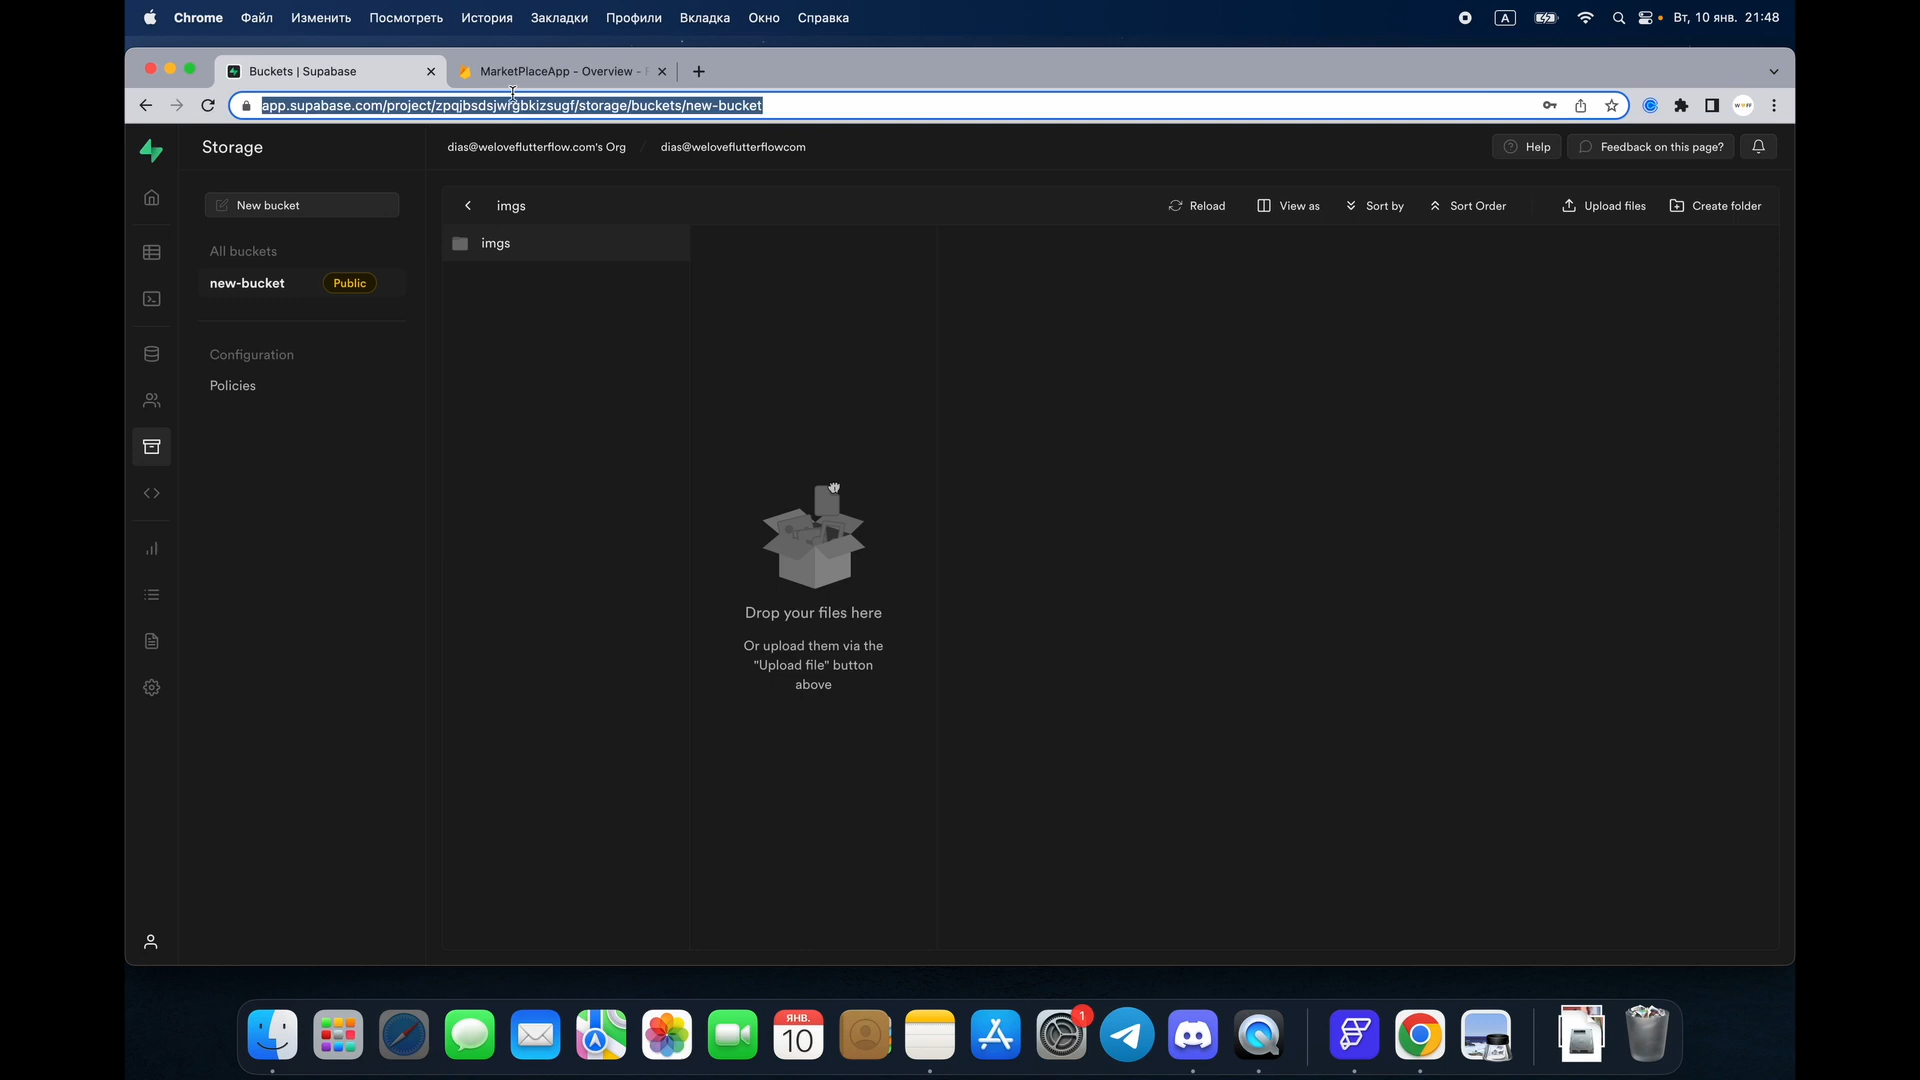 Chrome Файл Изменить Посмотреть История Закладки Профили Вкладка Окно Справка A Вт, 10 янв. 21:48
Buckets | Supabase MarketPlaceApp - Overview -
app.supabase.com/project/zpqjbsdsjwrgbkizsugf/storage/buckets/new-bucket
Storage dias@weloveflutterflow.com's Org / dias@weloveflutterflowcom Help Feedback on this page?
New bucket imgs Reload View as Sort by Sort Order Upload files Create folder
imgs
All buckets
new-bucket Public
Configuration
Policies
Drop your files here
Or upload them via the
"Upload file" button
above
ЯНВ.
10
1